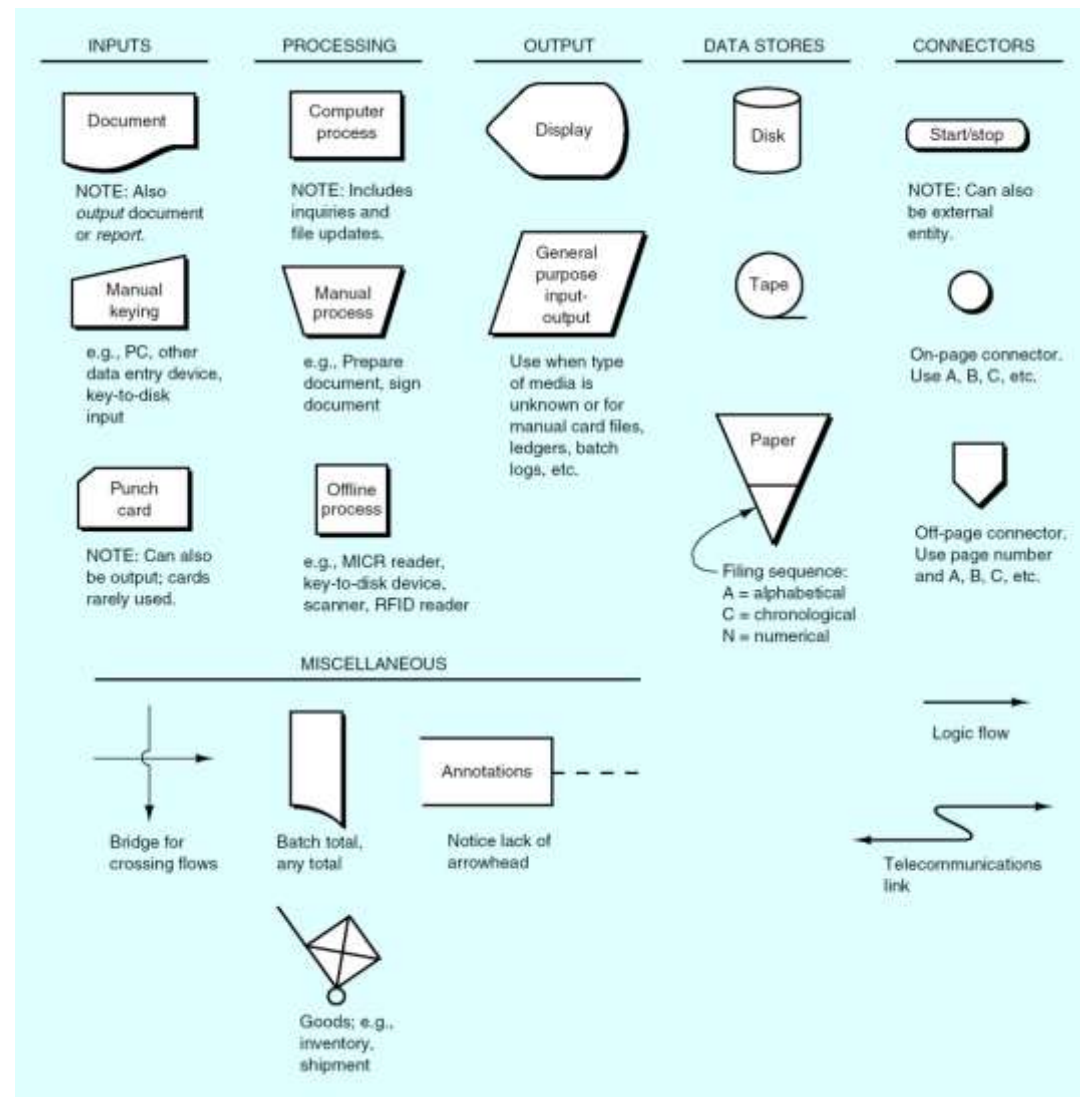 INPUTS
PROCESSING
OUTPUT
DATA STORES
CONNECTORS
Document
NOTE: Also
output document
or report.
Manual
keying
e.g., PC, other
data entry device,
key-to-disk
input
Punch
card
NOTE: Can also
be output; cards
rarely used.
Computer
process
NOTE: Includes
inquiries and
file updates.
Manual
process
e.g., Prepare
document, sign
document
Offline
process
e.g., MICR reader,
key-to-disk device,
scanner, RFID reader
Display
General
purpose
input-
output
Use when type
of media is
unknown or for
manual card files,
ledgers, batch
logs, etc.
Disk
Tape
Paper
Filing sequence:
A = alphabetical
C = chronological
N = numerical
Start/stop
NOTE: Can also
be external
entity.
On-page connector.
Use A, B, C, etc.
Off-page connector.
Use page number
and A, B, C, etc.
Logic flow
Telecommunications
link
MISCELLANEOUS
Bridge for
crossing flows
Batch total,
any total
Annotations
Notice lack of
arrowhead
Goods; e.g.,
inventory,
shipment